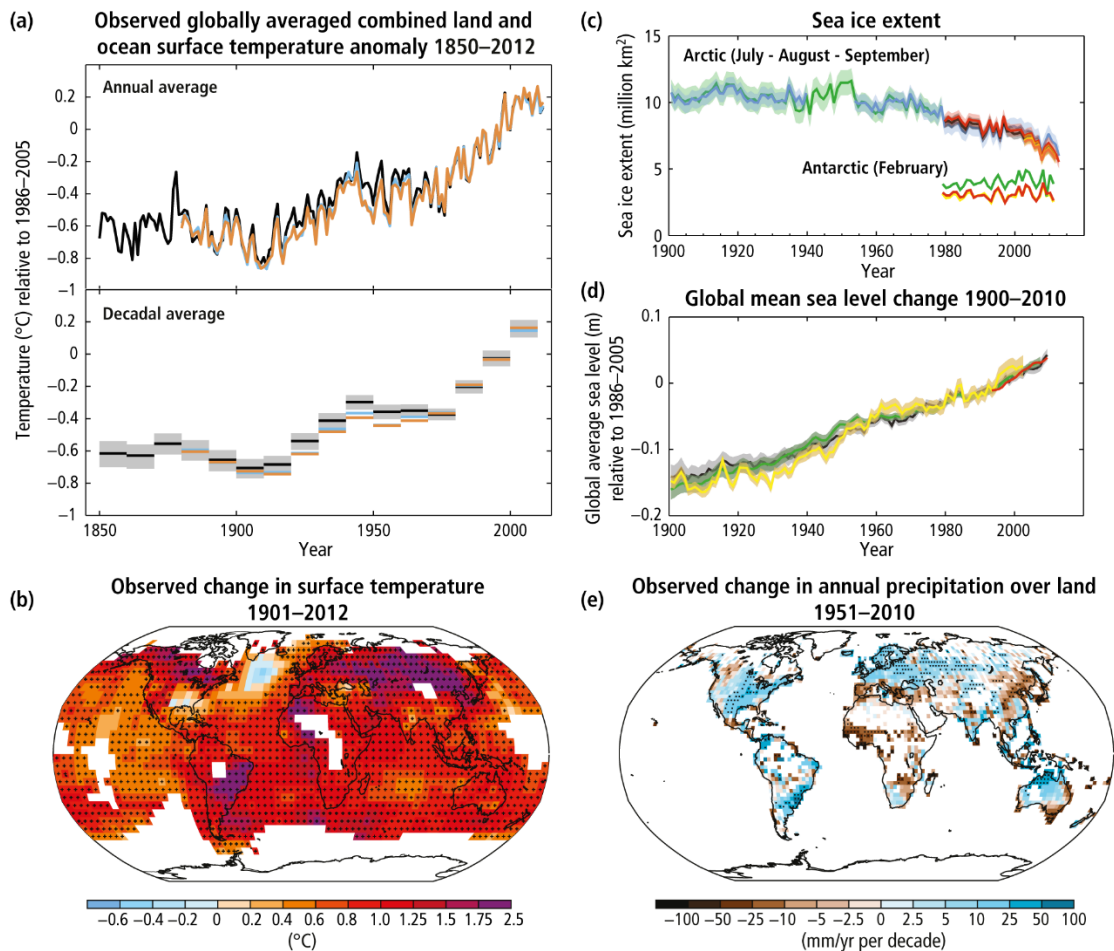 (a)
Observed globally averaged combined land and
ocean surface temperature anomaly 1850–2012
Annual average
0.2
0
−0.2
−0.4
−0.6
−0.8
−1
Decadal average
0.2
0
−0.2
−0.4
−0.6
−0.8
−1
Temperature (°C) relative to 1986–2005
1850
1900
1950
2000
Year
(c)
Sea ice extent
15
10
5
0
Sea ice extent (million km²)
Arctic (July - August - September)
Antarctic (February)
1900
1920
1940
1960
1980
2000
Year
(d)
Global mean sea level change 1900–2010
0.1
0
−0.1
−0.2
Global average sea level (m)
relative to 1986–2005
1900
1920
1940
1960
1980
2000
Year
(b)
Observed change in surface temperature
1901–2012
−0.6 −0.4 −0.2 0 0.2 0.4 0.6 0.8 1.0 1.25 1.5 1.75 2.5
(°C)
(e)
Observed change in annual precipitation over land
1951–2010
−100 −50 −25 −10 −5 −2.5 0 2.5 5 10 25 50 100
(mm/yr per decade)